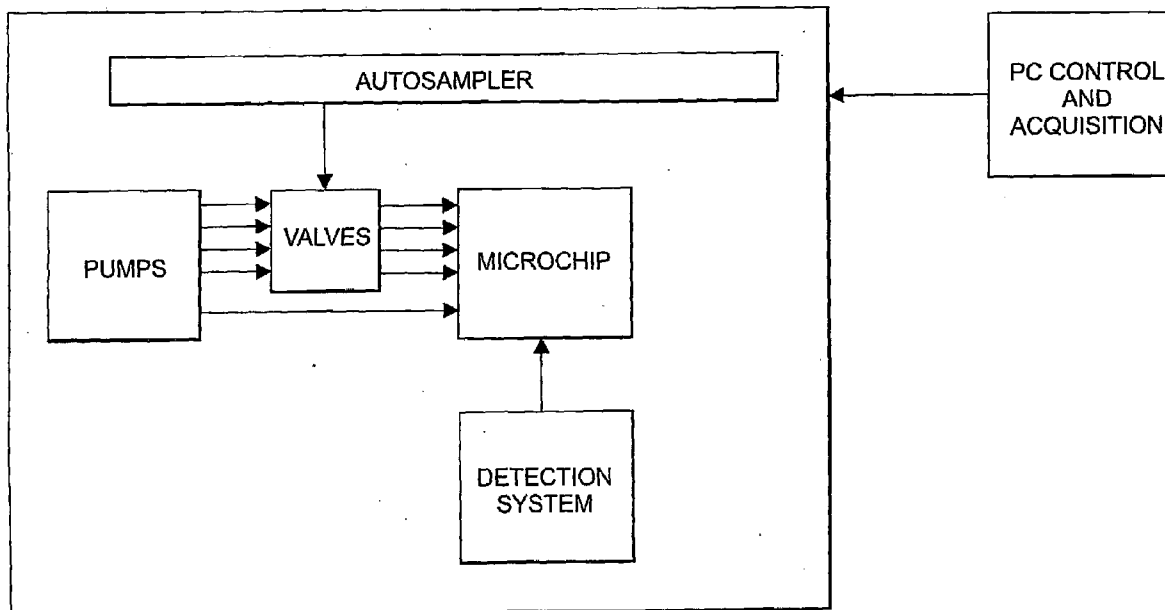 AUTOSAMPLER
PC CONTROL
AND
ACQUISITION
PUMPS
VALVES
MICROCHIP
DETECTION
SYSTEM